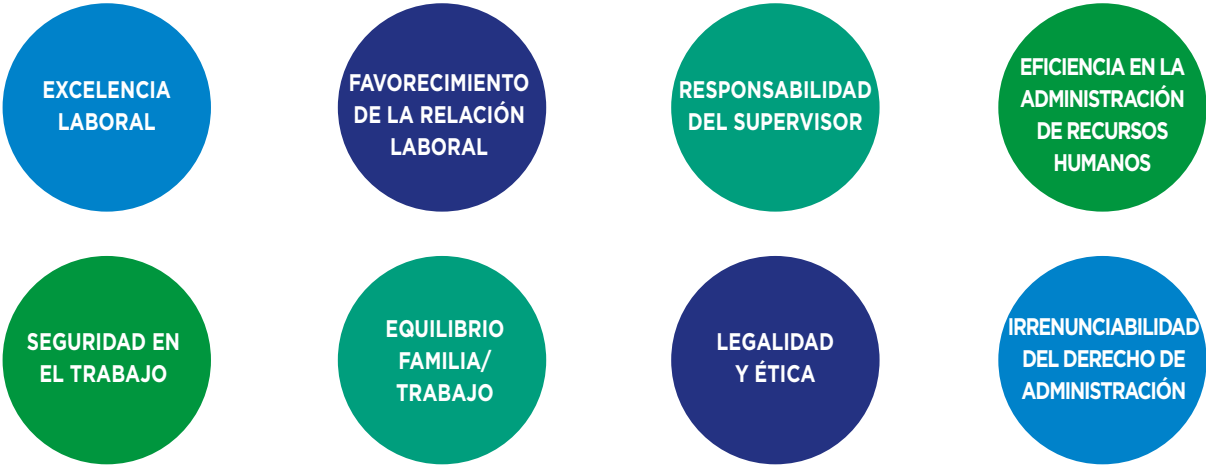 EXCELENCIA
LABORAL
FAVORECIMIENTO
DE LA RELACIÓN
LABORAL
RESPONSABILIDAD
DEL SUPERVISOR
EFICIENCIA EN LA
ADMINISTRACIÓN
DE RECURSOS
HUMANOS
SEGURIDAD EN
EL TRABAJO
EQUILIBRIO
FAMILIA/
TRABAJO
LEGALIDAD
Y ÉTICA
IRRENUNCIABILIDAD
DEL DERECHO DE
ADMINISTRACIÓN